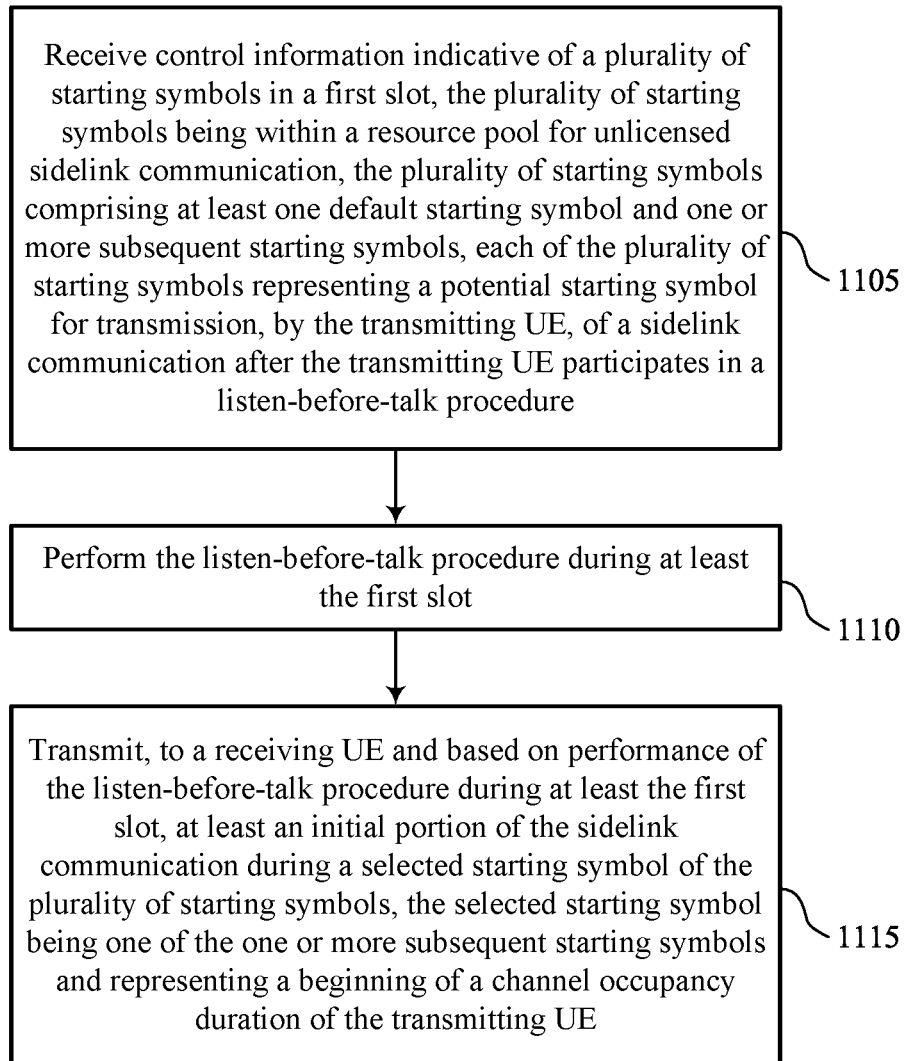 Receive control information indicative of a plurality of
starting symbols in a first slot, the plurality of starting
symbols being within a resource pool for unlicensed
sidelink communication, the plurality of starting symbols
comprising at least one default starting symbol and one or
more subsequent starting symbols, each of the plurality of
starting symbols representing a potential starting symbol
for transmission, by the transmitting UE, of a sidelink
communication after the transmitting UE participates in a
listen-before-talk procedure
1105
Perform the listen-before-talk procedure during at least
the first slot
1110
Transmit, to a receiving UE and based on performance of
the listen-before-talk procedure during at least the first
slot, at least an initial portion of the sidelink
communication during a selected starting symbol of the
plurality of starting symbols, the selected starting symbol
being one of the one or more subsequent starting symbols
and representing a beginning of a channel occupancy
duration of the transmitting UE
1115